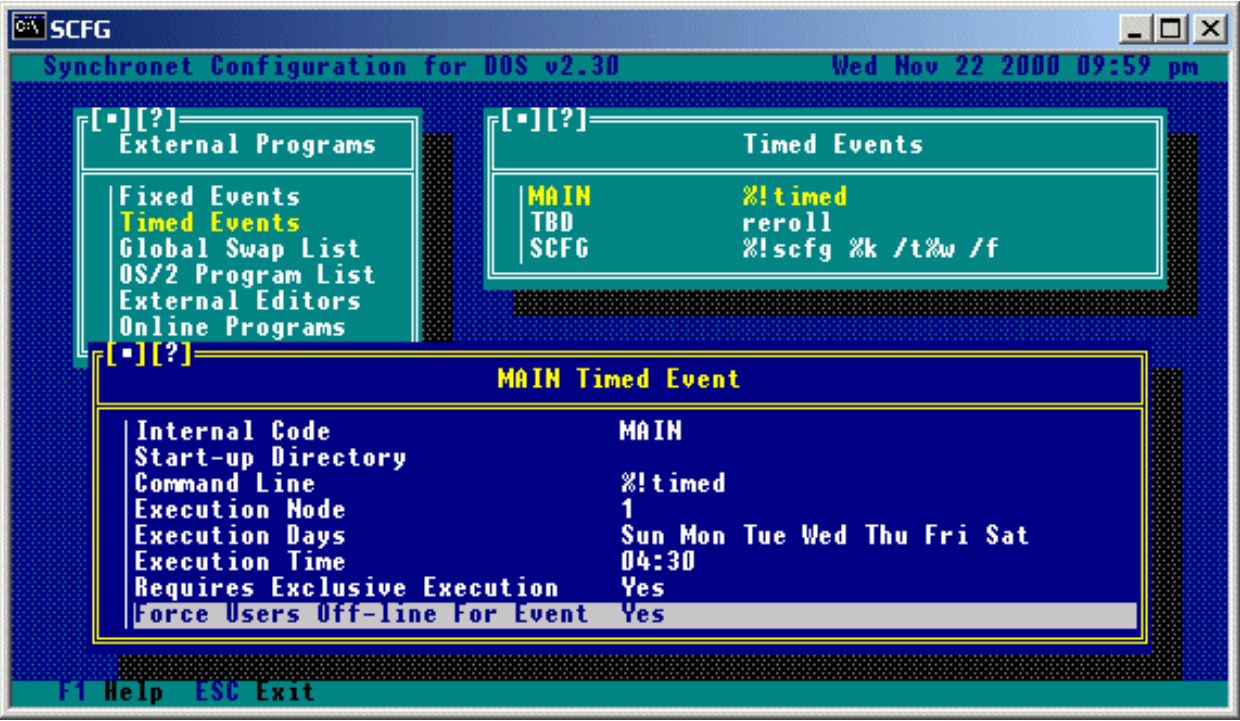 SCFG
Synchronet Configuration for DOS v2.30 Wed Nov 22 2000 09:59 pm
[▪][?]
External Programs
Fixed Events
Timed Events
Global Swap List
OS/2 Program List
External Editors
Online Programs
[▪][?]
Timed Events
MAIN %!timed
TBD reroll
SCFG %!scfg %k /t%w /f
[▪][?]
MAIN Timed Event
Internal Code MAIN
Start-up Directory
Command Line %!timed
Execution Node 1
Execution Days Sun Mon Tue Wed Thu Fri Sat
Execution Time 04:30
Requires Exclusive Execution Yes
Force Users Off-line For Event Yes
F1 Help ESC Exit